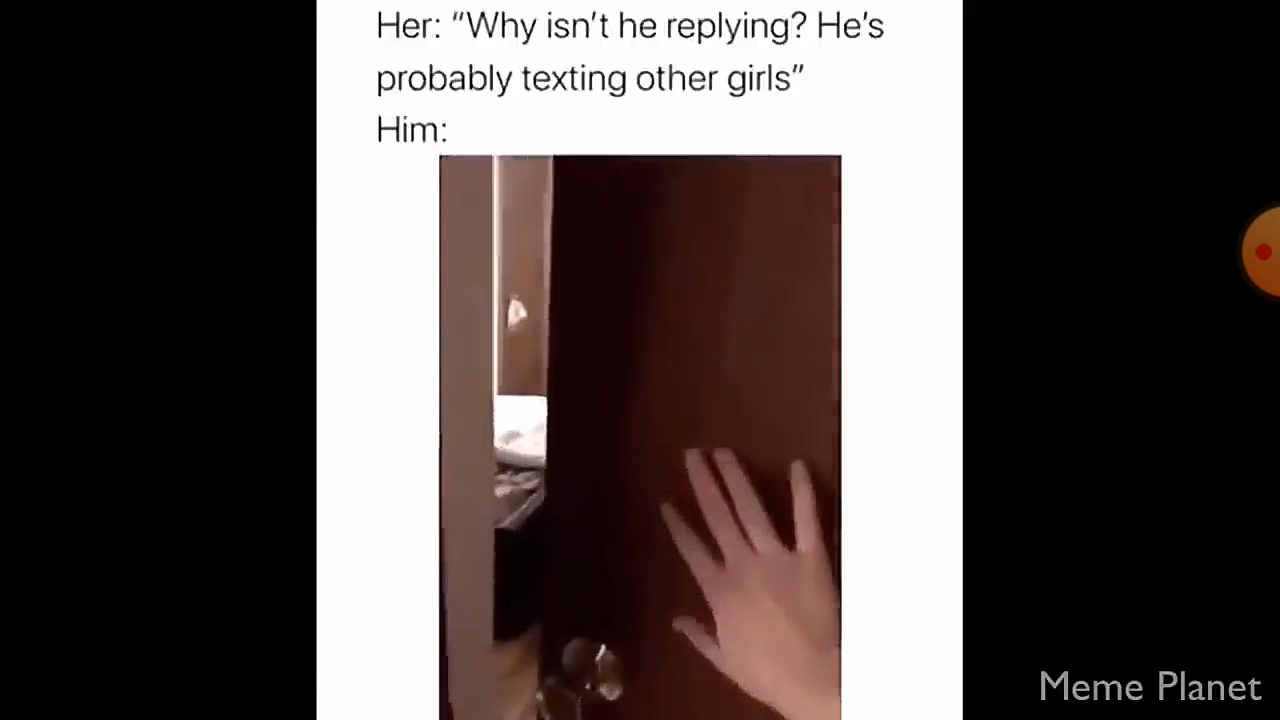 Her: “Why isn’t he replying? He’s
probably texting other girls”
Him:
Meme Planet